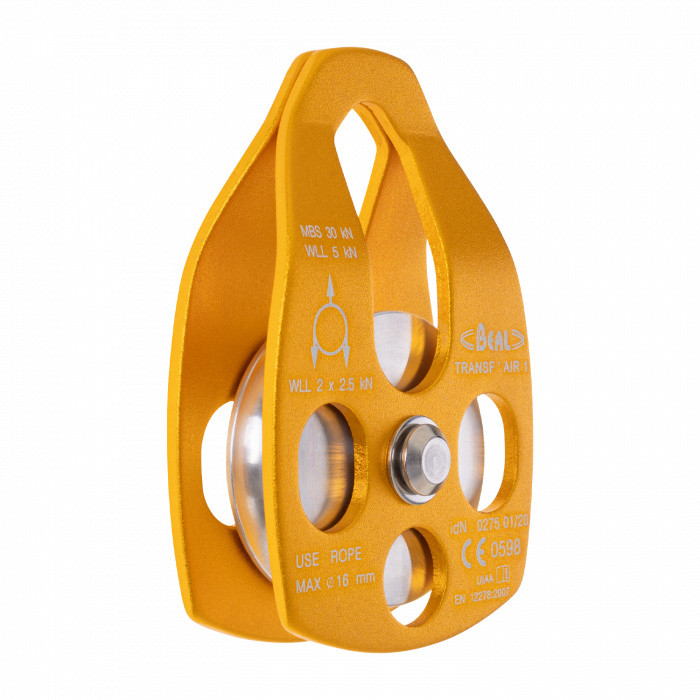 MBS 30 kN
WLL 5 kN
WLL 2 x 2.5 kN
BEAL
TRANSF' AIR 1
USE ROPE
MAX ⌀ 16 mm
idN 0275 01/20
CE 0598
UIAA
EN 12278:2007